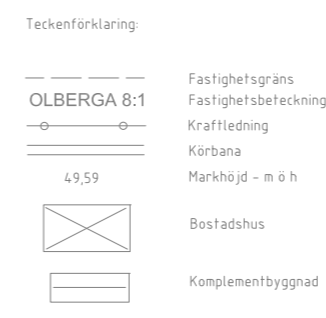 Teckenförklaring:
Fastighetsgräns
OLBERGA 8:1 Fastighetsbeteckning
Kraftledning
Körbana
49,59 Markhöjd - m ö h
Bostadshus
Komplementbyggnad